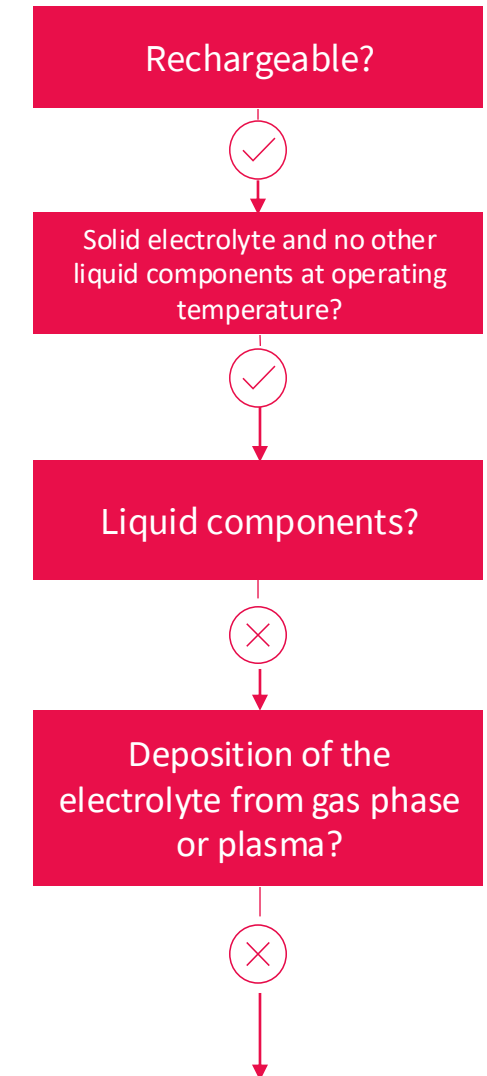 Rechargeable?
Solid electrolyte and no other
liquid components at operating
temperature?
Liquid components?
Deposition of the
electrolyte from gas phase
or plasma?